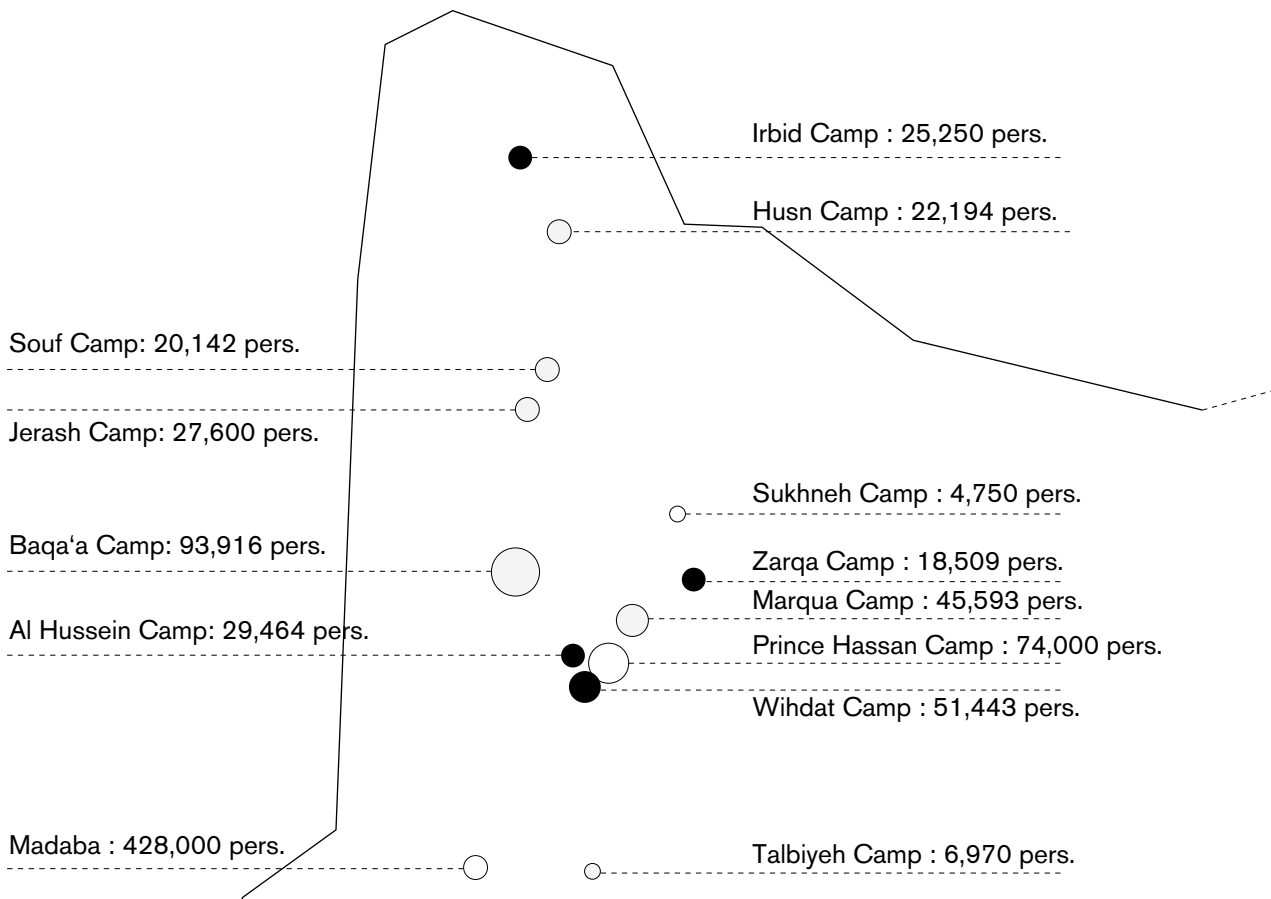 Irbid Camp : 25,250 pers.
Husn Camp : 22,194 pers.
Souf Camp: 20,142 pers.
Jerash Camp: 27,600 pers.
Sukhneh Camp : 4,750 pers.
Baqa‘a Camp: 93,916 pers.
Zarqa Camp : 18,509 pers.
Marqua Camp : 45,593 pers.
Al Hussein Camp: 29,464 pers.
Prince Hassan Camp : 74,000 pers.
Wihdat Camp : 51,443 pers.
Madaba : 428,000 pers.
Talbiyeh Camp : 6,970 pers.